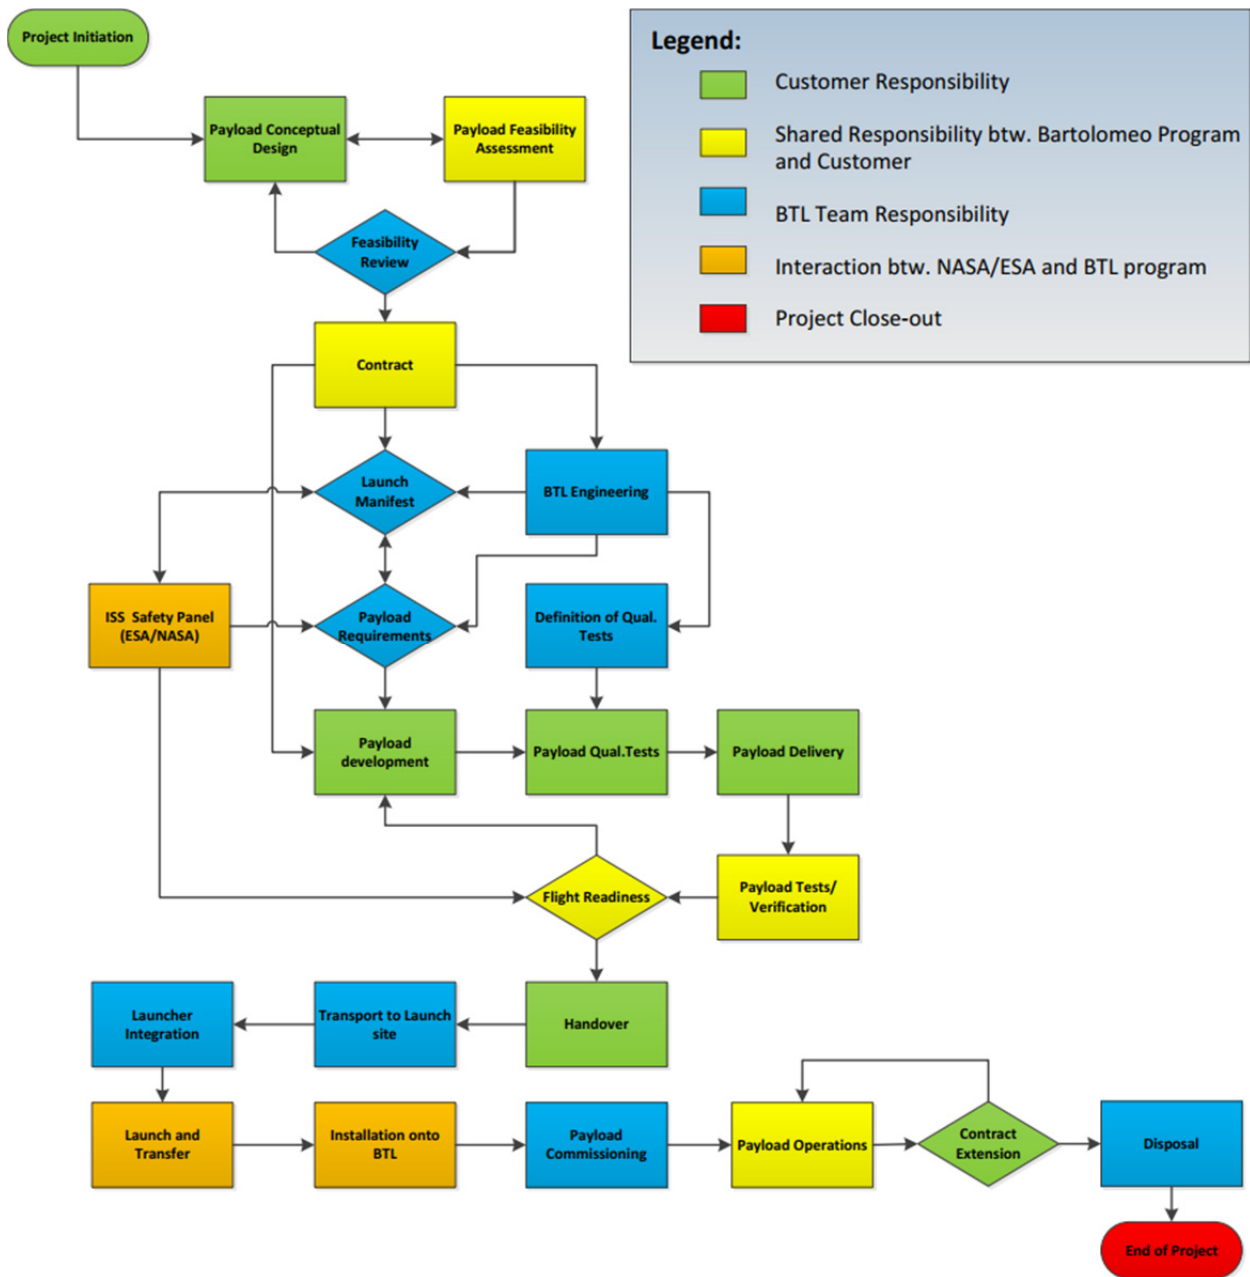 Project Initiation
Legend:
Customer Responsibility
Shared Responsibility btw. Bartolomeo Program
and Customer
BTL Team Responsibility
Interaction btw. NASA/ESA and BTL program
Project Close-out
Payload Conceptual
Design
Payload Feasibility
Assessment
Feasibility
Review
Contract
Launch
Manifest
BTL Engineering
ISS  Safety Panel
(ESA/NASA)
Payload
Requirements
Definition of Qual.
Tests
Payload
development
Payload Qual.Tests
Payload Delivery
Flight Readiness
Payload Tests/
Verification
Launcher
Integration
Transport to Launch
site
Handover
Launch and
Transfer
Installation onto
BTL
Payload
Commissioning
Payload Operations
Contract
Extension
Disposal
End of Project